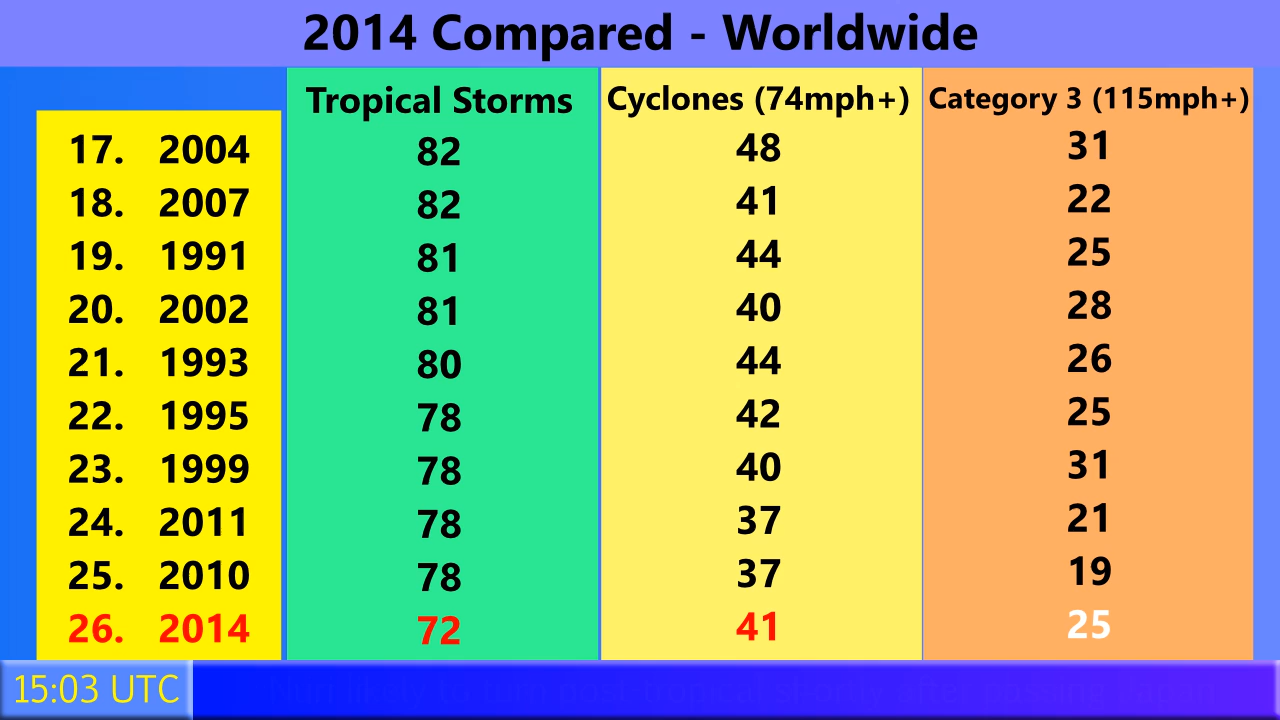 2014 Compared - Worldwide
Tropical Storms Cyclones (74mph+) Category 3 (115mph+)
17. 2004 82 48 31
18. 2007 82 41 22
19. 1991 81 44 25
20. 2002 81 40 28
21. 1993 80 44 26
22. 1995 78 42 25
23. 1999 78 40 31
24. 2011 78 37 21
25. 2010 78 37 19
26. 2014 72 41 25
15:03 UTC